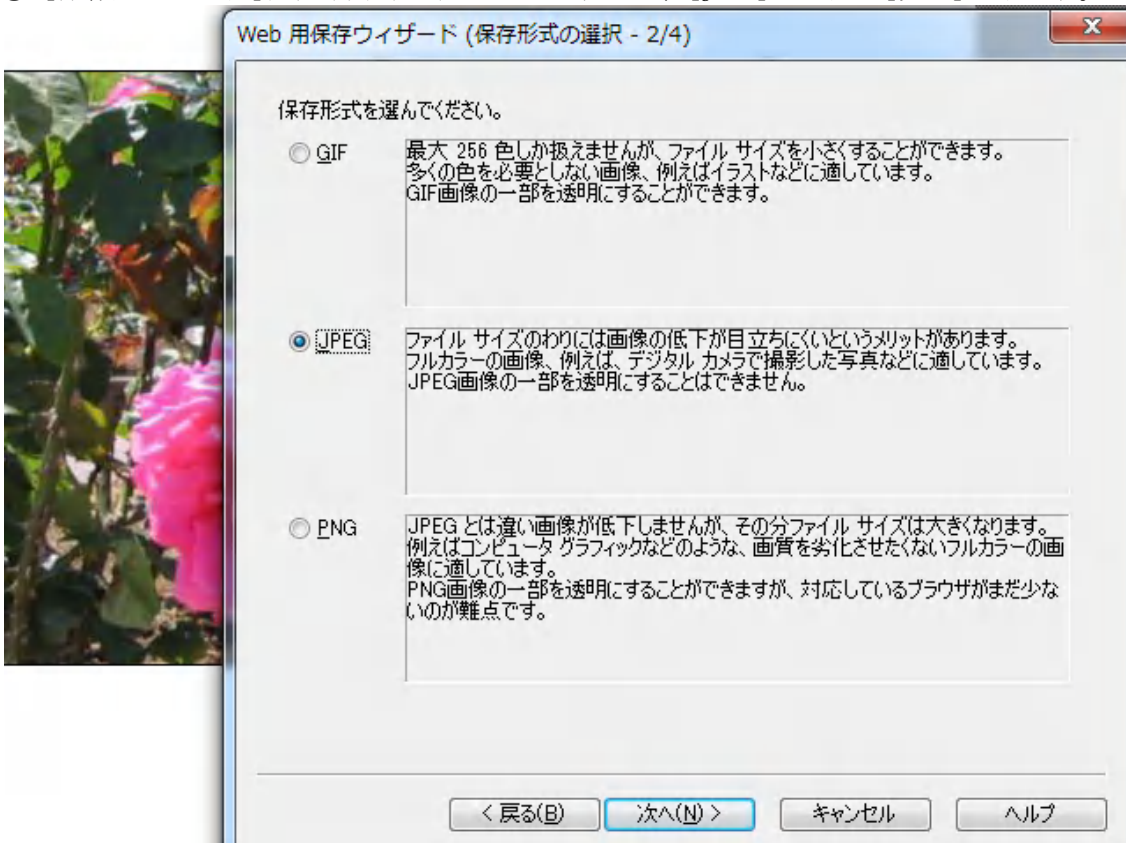 Web 用保存ウィザード (保存形式の選択 - 2/4)
保存形式を選んでください。
GIF
最大 256 色しか扱えませんが、ファイル サイズを小さくすることができます。
多くの色を必要としない画像、例えばイラストなどに適しています。
GIF画像の一部を透明にすることができます。
JPEG
ファイル サイズのわりには画像の低下が目立ちにくいというメリットがあります。
フルカラーの画像、例えば、デジタル カメラで撮影した写真などに適しています。
JPEG画像の一部を透明にすることはできません。
PNG
JPEG とは違い画像が低下しませんが、その分ファイル サイズは大きくなります。
例えばコンピュータ グラフィックなどのような、画質を劣化させたくないフルカラーの画
像に適しています。
PNG画像の一部を透明にすることができますが、対応しているブラウザがまだ少な
いのが難点です。
< 戻る(B)
次へ(N) >
キャンセル
ヘルプ